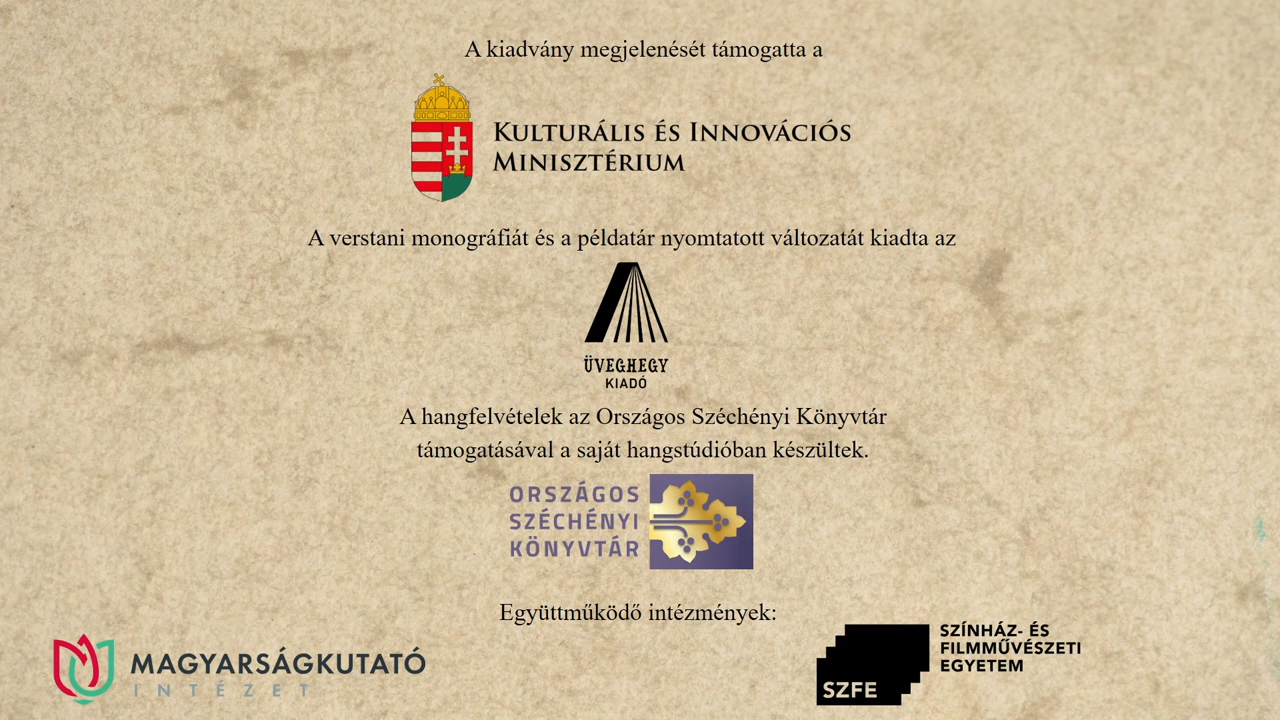 A kiadvány megjelenését támogatta a
KULTURÁLIS ÉS INNOVÁCIÓS
MINISZTÉRIUM
A verstani monográfiát és a példatár nyomtatott változatát kiadta az
ÜVEGHEGY
KIADÓ
A hangfelvételek az Országos Széchényi Könyvtár
támogatásával a saját hangstúdióban készültek.
ORSZÁGOS
SZÉCHÉNYI
KÖNYVTÁR
Együttműködő intézmények:
MAGYARSÁGKUTATÓ
INTÉZET
SZFE
SZÍNHÁZ- ÉS
FILMMŰVÉSZETI
EGYETEM